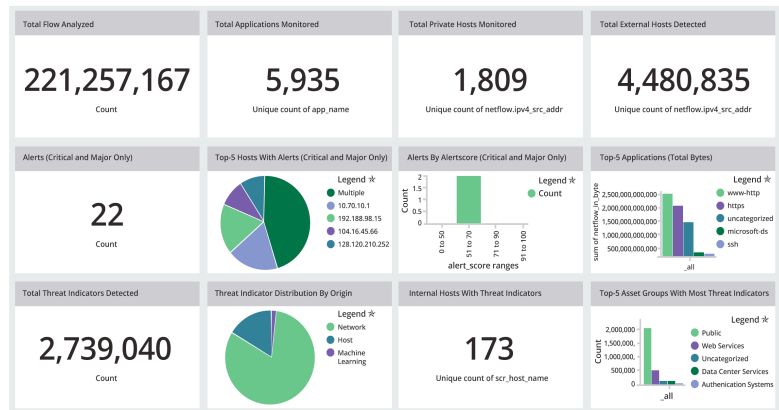 Total Flow Analyzed
221,257,167
Count
Total Applications Monitored
5,935
Unique count of app_name
Total Private Hosts Monitored
1,809
Unique count of netflow.ipv4_src_addr
Total External Hosts Detected
4,480,835
Unique count of netflow.ipv4_src_addr
Alerts (Critical and Major Only)
22
Count
Top-5 Hosts With Alerts (Critical and Major Only)
Legend
Multiple
10.70.10.1
192.188.98.15
104.16.45.66
128.120.210.252
Alerts By Alertscore (Critical and Major Only)
Count
2
1.5
1
0.5
0
0 to 50
51 to 70
71 to 90
91 to 100
alert_score ranges
Legend
Count
Top-5 Applications (Total Bytes)
sum of netflow_in_byte
2,500,000,000,000
2,000,000,000,000
1,500,000,000,000
1,000,000,000,000
500,000,000,000
_all
Legend
www-http
https
uncategorized
microsoft-ds
ssh
Total Threat Indicators Detected
2,739,040
Count
Threat Indicator Distribution By Origin
Legend
Network
Host
Machine
Learning
Internal Hosts With Threat Indicators
173
Unique count of scr_host_name
Top-5 Asset Groups With Most Threat Indicators
Count
2,000,000
1,500,000,
1,000,000,
500,000
0
_all
Legend
Public
Web Services
Uncategorized
Data Center Services
Authenication Systems